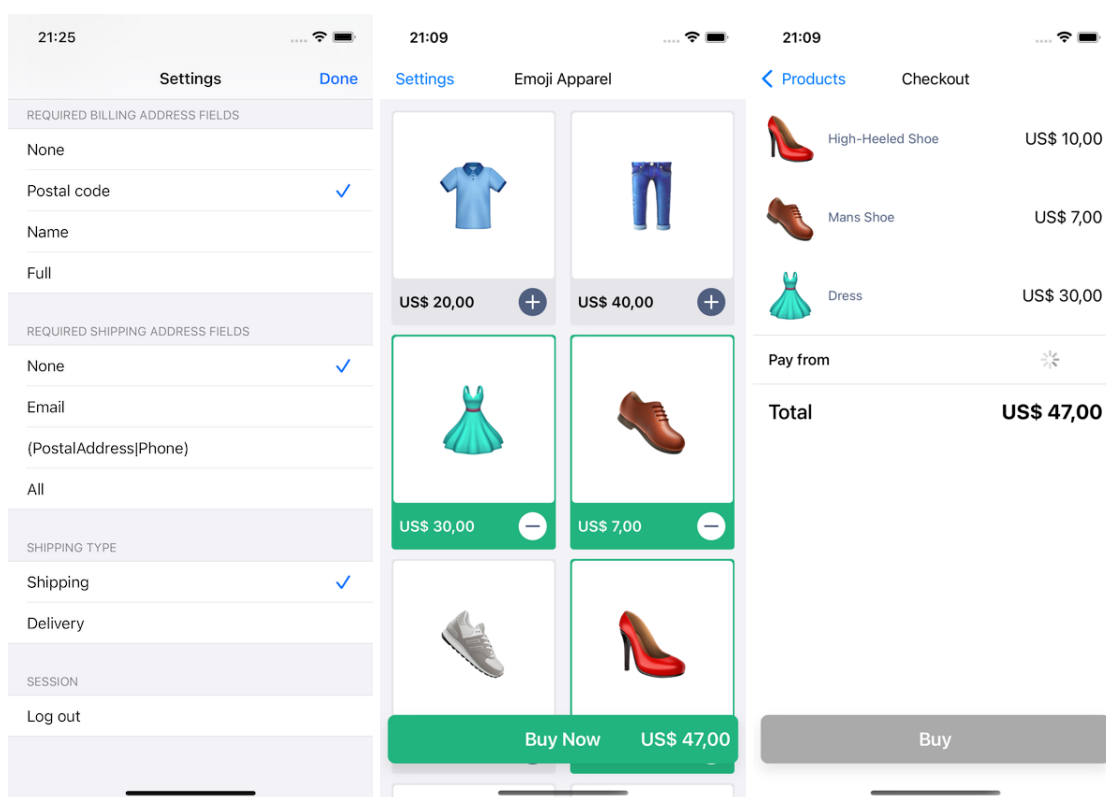 21:25
Settings
Done
REQUIRED BILLING ADDRESS FIELDS
None
Postal code
Name
Full
REQUIRED SHIPPING ADDRESS FIELDS
None
Email
(PostalAddress|Phone)
All
SHIPPING TYPE
Shipping
Delivery
SESSION
Log out
21:09
Settings
Emoji Apparel
US$ 20,00
US$ 40,00
US$ 30,00
US$ 7,00
Buy Now US$ 47,00
21:09
Products
Checkout
High-Heeled Shoe US$ 10,00
Mans Shoe US$ 7,00
Dress US$ 30,00
Pay from
Total US$ 47,00
Buy